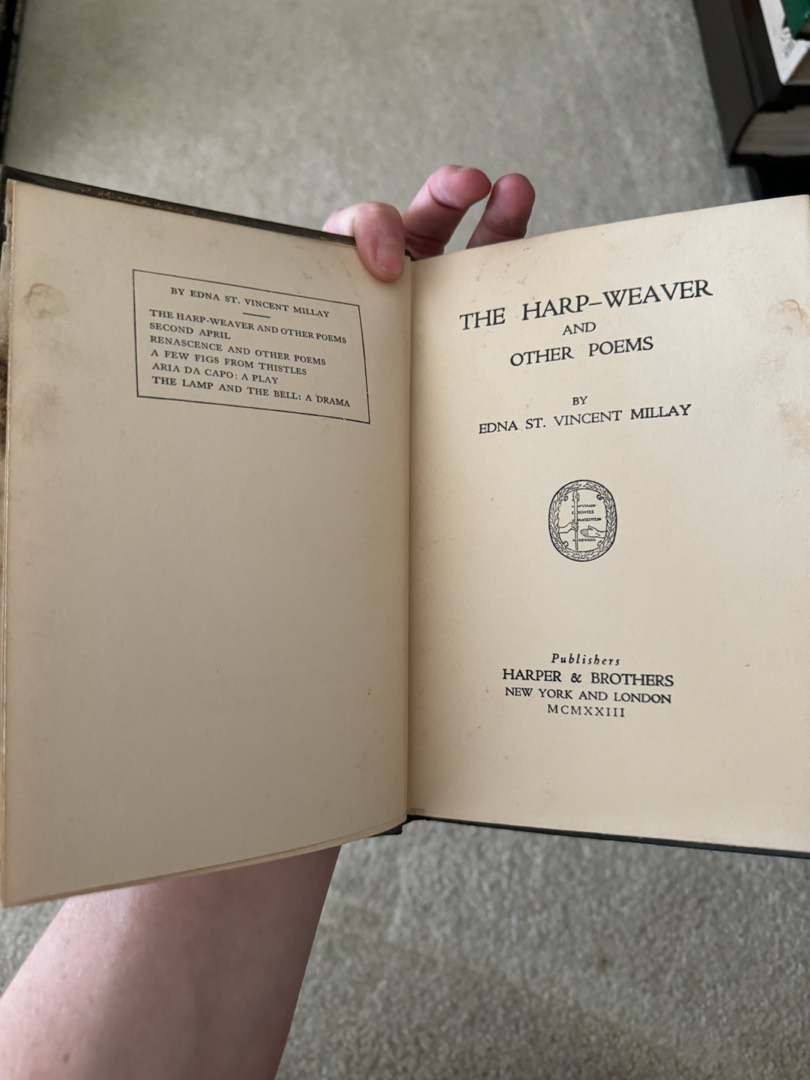 BY EDNA ST. VINCENT MILLAY
THE HARP-WEAVER AND OTHER POEMS
SECOND APRIL
RENASCENCE AND OTHER POEMS
A FEW FIGS FROM THISTLES
ARIA DA CAPO: A PLAY
THE LAMP AND THE BELL: A DRAMA
THE HARP-WEAVER
AND
OTHER POEMS
BY
EDNA ST. VINCENT MILLAY
Publishers
HARPER & BROTHERS
NEW YORK AND LONDON
MCMXXIII